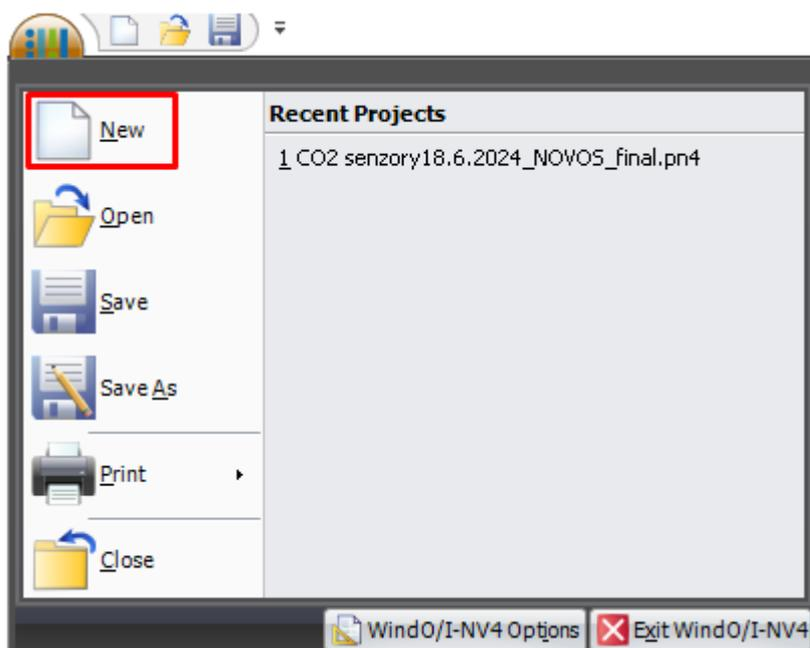 New
Open
Save
Save As
Print
Close
Recent Projects
1 CO2 senzory18.6.2024_NOVOS_final.pn4
WindO/I-NV4 Options
Exit WindO/I-NV4